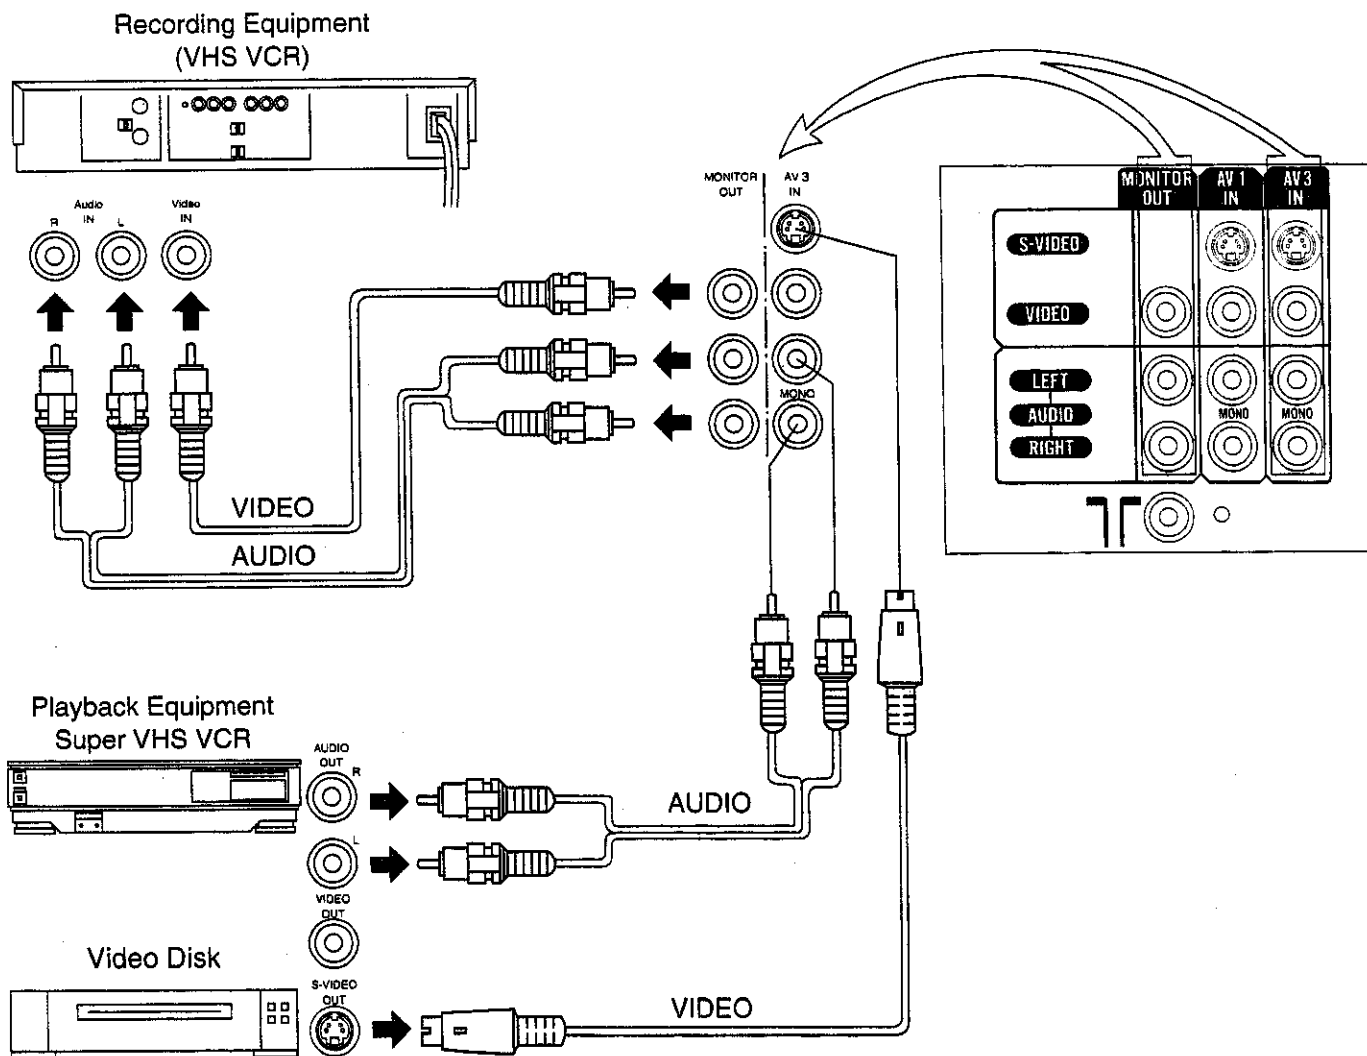 Recording Equipment
(VHS VCR)
Audio
IN
R
L
Video
IN
MONITOR
OUT
AV 3
IN
MONO
VIDEO
AUDIO
MONITOR
OUT
AV 1
IN
AV 3
IN
S-VIDEO
VIDEO
LEFT
AUDIO
RIGHT
MONO
MONO
Playback Equipment
Super VHS VCR
AUDIO
OUT
R
L
VIDEO
OUT
Video Disk
S-VIDEO
OUT
AUDIO
VIDEO